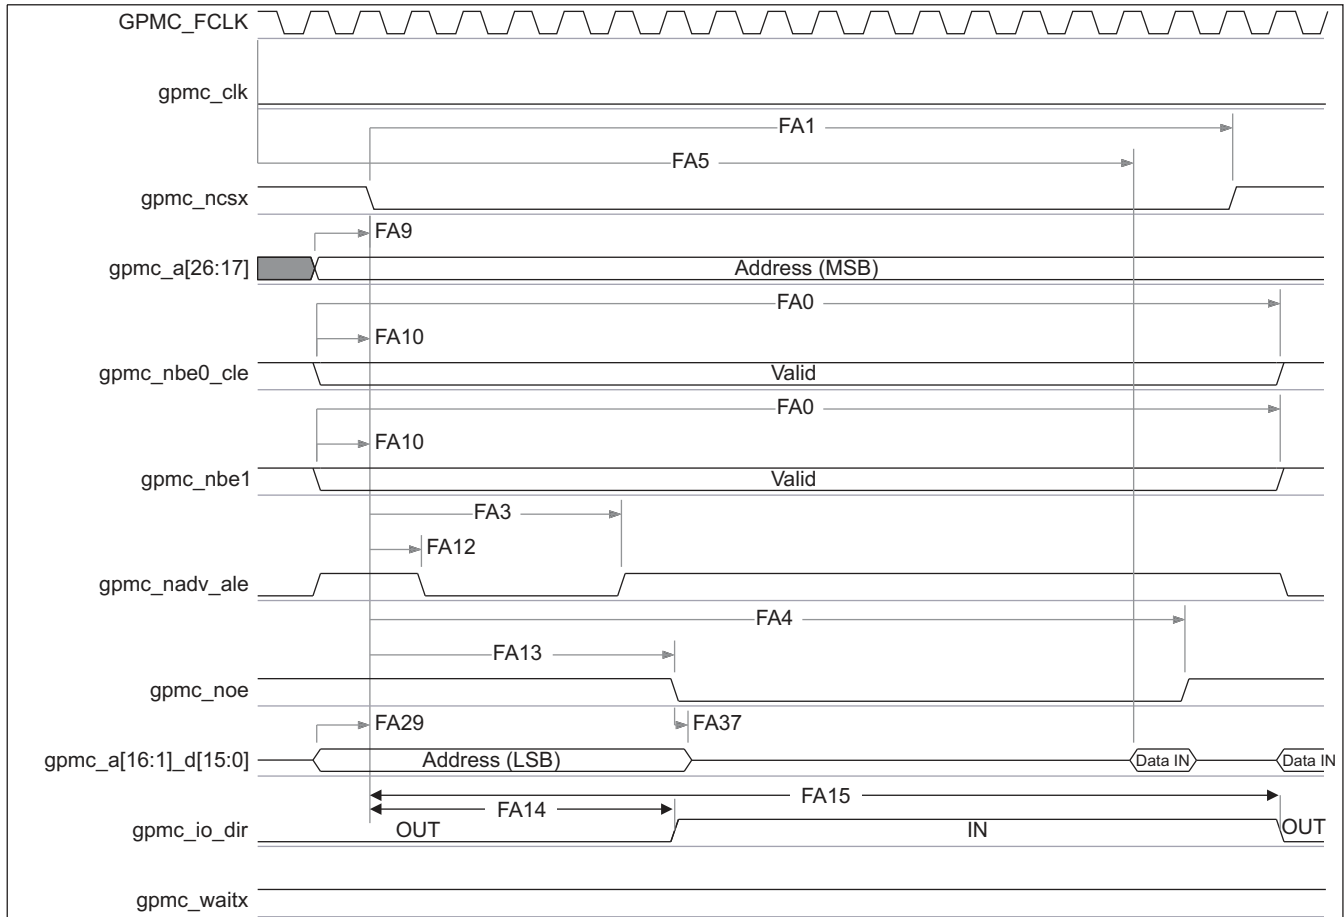 GPMC_FCLK
gpmc_clk
FA1
FA5
gpmc_ncsx
FA9
gpmc_a[26:17] Address (MSB)
FA0
FA10
gpmc_nbe0_cle Valid
FA0
FA10
gpmc_nbe1 Valid
FA3
FA12
gpmc_nadv_ale
FA4
FA13
gpmc_noe
FA29 FA37
gpmc_a[16:1]_d[15:0] Address (LSB) Data IN Data IN
FA15
FA14
gpmc_io_dir OUT IN OUT
gpmc_waitx